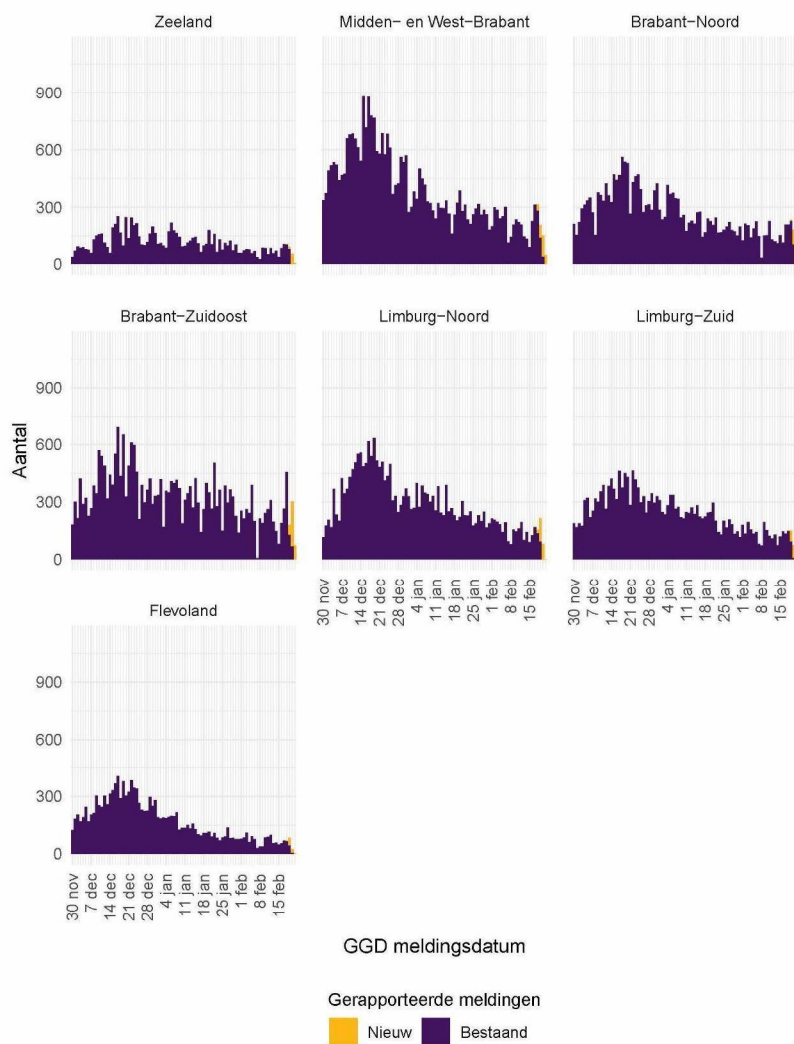 Zeeland
Midden- en West-Brabant
Brabant-Noord
900
600
300
0
Brabant-Zuidoost
Limburg-Noord
Limburg-Zuid
Aantal
900
600
300
0
30 nov
7 dec
14 dec
21 dec
28 dec
4 jan
11 jan
18 jan
25 jan
1 feb
8 feb
15 feb
30 nov
7 dec
14 dec
21 dec
28 dec
4 jan
11 jan
18 jan
25 jan
1 feb
8 feb
15 feb
Flevoland
900
600
300
0
30 nov
7 dec
14 dec
21 dec
28 dec
4 jan
11 jan
18 jan
25 jan
1 feb
8 feb
15 feb
GGD meldingsdatum
Gerapporteerde meldingen
Nieuw
Bestaand